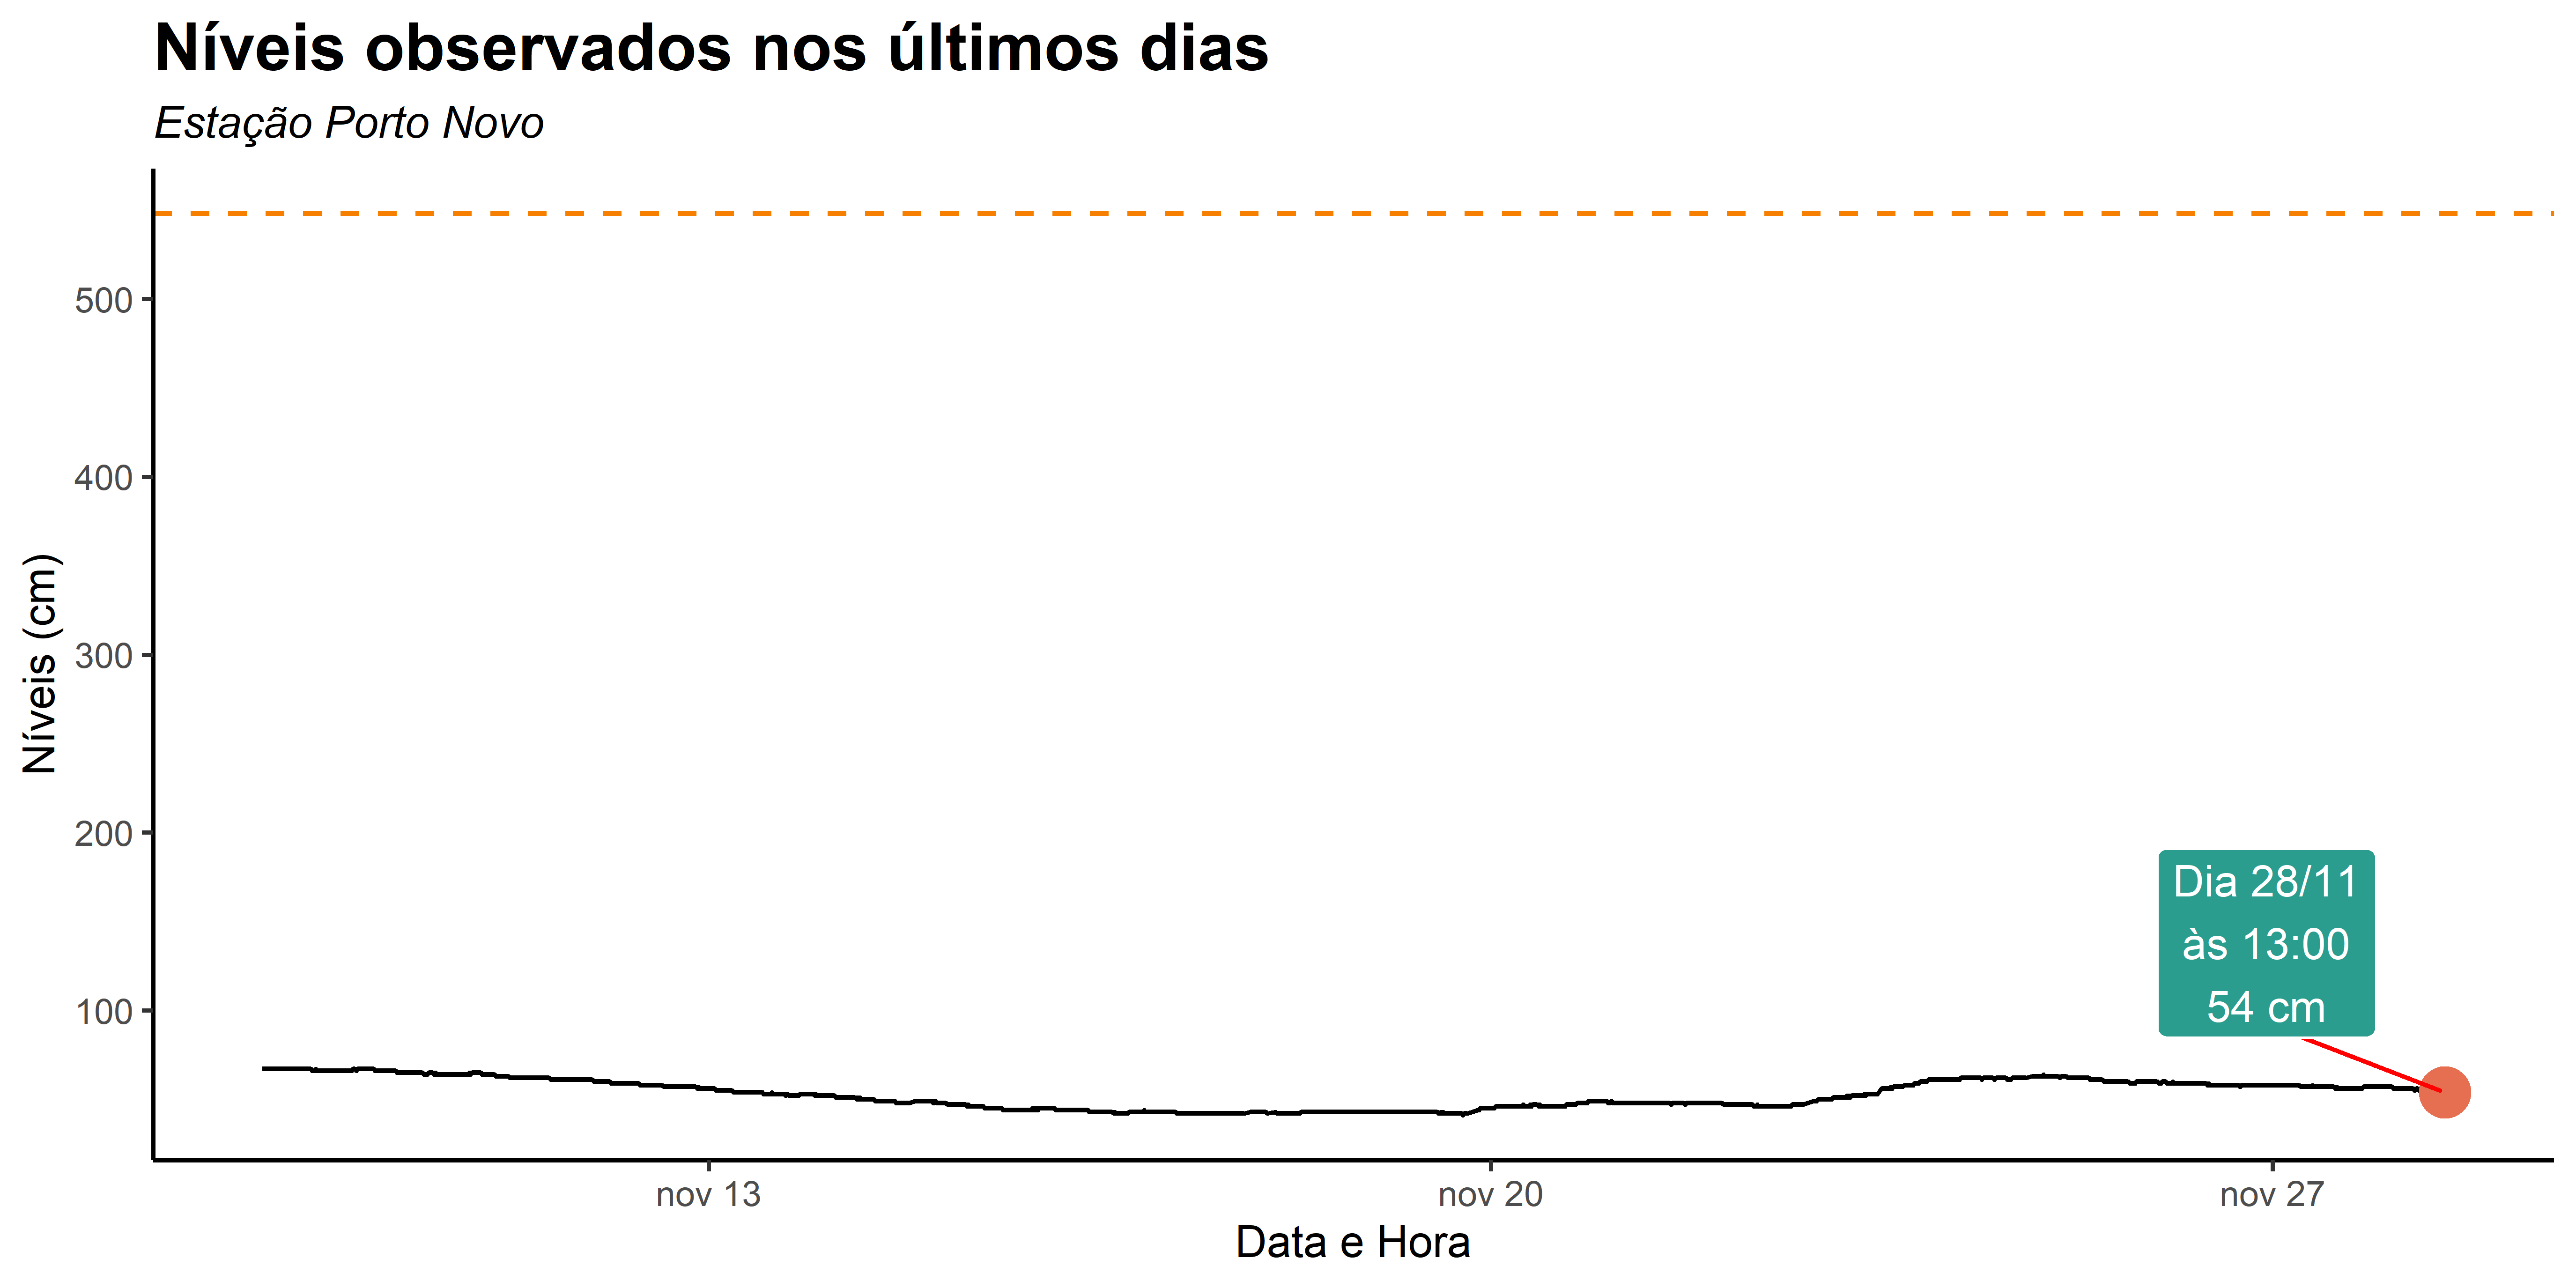 Níveis observados nos últimos dias
Estação Porto Novo
Níveis (cm)
500
400
300
200
100
Dia 28/11
às 13:00
54 cm
nov 13
nov 20
nov 27
Data e Hora